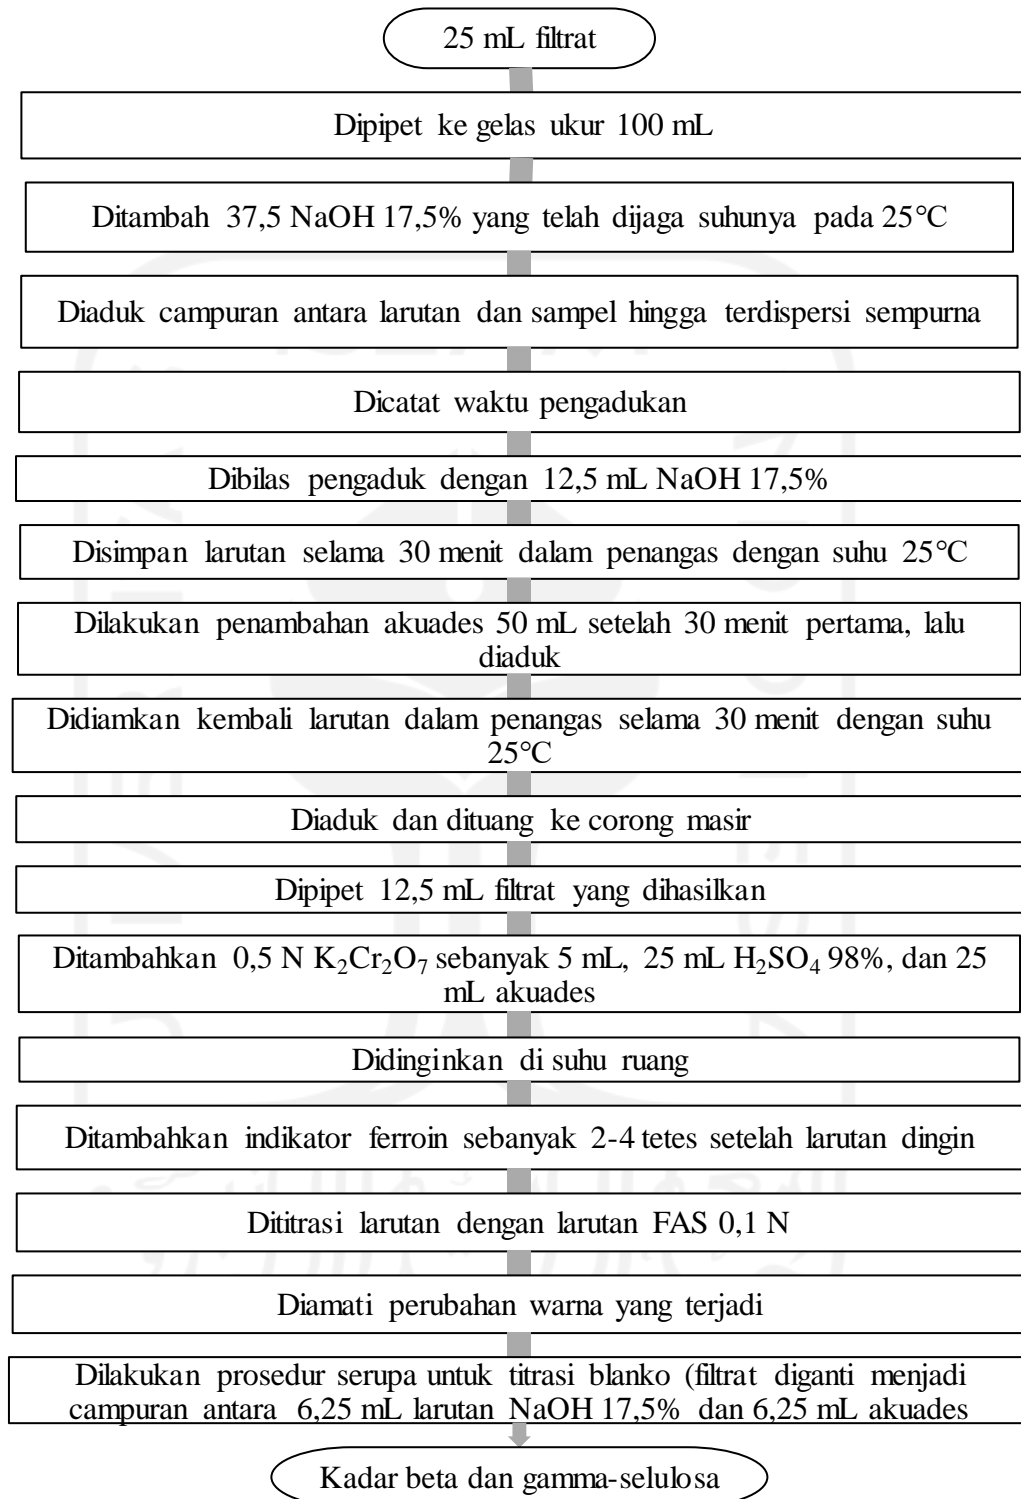 25 mL filtrat
Dipipet ke gelas ukur 100 mL
Ditambah 37,5 NaOH 17,5% yang telah dijaga suhunya pada 25°C
Diaduk campuran antara larutan dan sampel hingga terdispersi sempurna
Dicatat waktu pengadukan
Dibilas pengaduk dengan 12,5 mL NaOH 17,5%
Disimpan larutan selama 30 menit dalam penangas dengan suhu 25°C
Dilakukan penambahan akuades 50 mL setelah 30 menit pertama, lalu
diaduk
Didiamkan kembali larutan dalam penangas selama 30 menit dengan suhu
25°C
Diaduk dan dituang ke corong masir
Dipipet 12,5 mL filtrat yang dihasilkan
Ditambahkan 0,5 N K₂Cr₂O₇ sebanyak 5 mL, 25 mL H₂SO₄ 98%, dan 25
mL akuades
Didinginkan di suhu ruang
Ditambahkan indikator ferroin sebanyak 2-4 tetes setelah larutan dingin
Dititrasi larutan dengan larutan FAS 0,1 N
Diamati perubahan warna yang terjadi
Dilakukan prosedur serupa untuk titrasi blanko (filtrat diganti menjadi
campuran antara 6,25 mL larutan NaOH 17,5% dan 6,25 mL akuades
Kadar beta dan gamma-selulosa